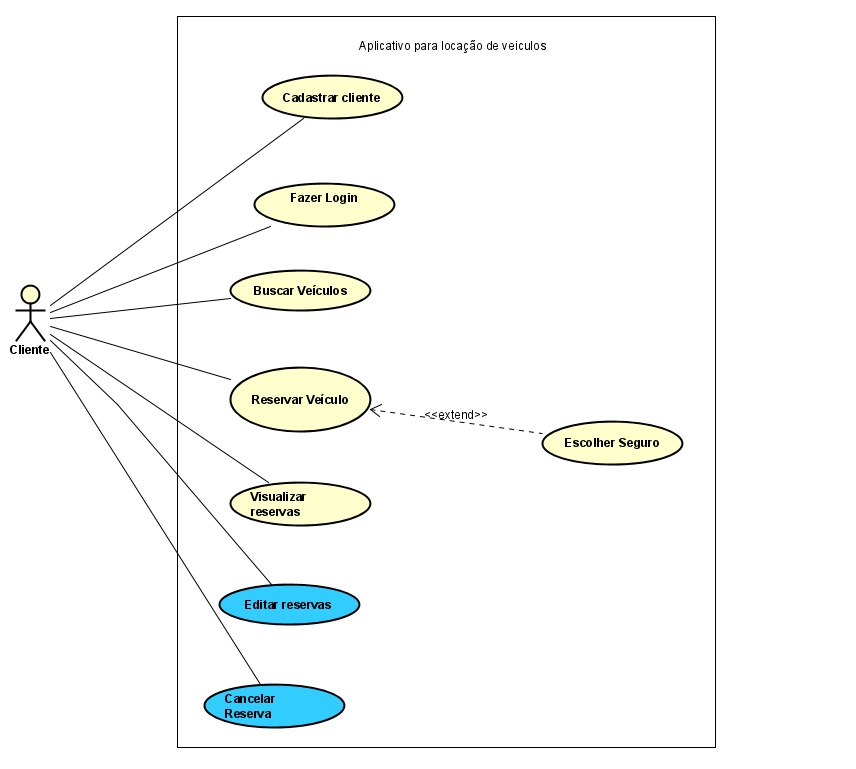 Aplicativo para locação de veiculos
Cadastrar cliente
Fazer Login
Buscar Veículos
Cliente
Reservar Veículo
<<extend>>
Escolher Seguro
Visualizar
reservas
Editar reservas
Cancelar
Reserva